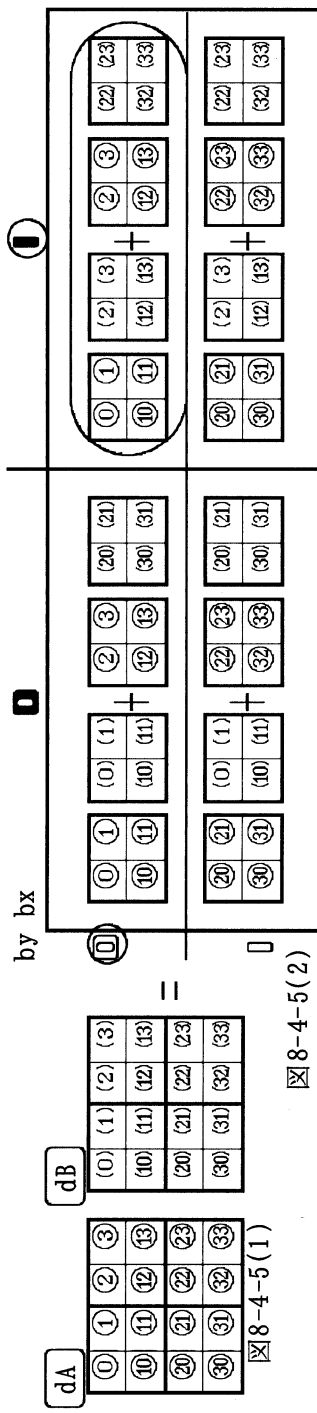 by bx 0 1
dA dB
⓪ ① ② ③ (0) (1) (2) (3)
⑩ ⑪ ⑫ ⑬ (10) (11) (12) (13)
⑳ ㉑ ㉒ ㉓ (20) (21) (22) (23)
㉚ ㉛ ㉜ ㉝ (30) (31) (32) (33)
図8-4-5(1)
=
0
⓪ ① (0) (1) + ② ③ (20) (21) ⓪ ① (2) (3) + ② ③ (22) (23)
⑩ ⑪ (10) (11) ⑫ ⑬ (30) (31) ⑩ ⑪ (12) (13) ⑫ ⑬ (32) (33)
1
⑳ ㉑ (0) (1) + ㉒ ㉓ (20) (21) ⑳ ㉑ (2) (3) + ㉒ ㉓ (22) (23)
㉚ ㉛ (10) (11) ㉜ ㉝ (30) (31) ㉚ ㉛ (12) (13) ㉜ ㉝ (32) (33)
図8-4-5(2)